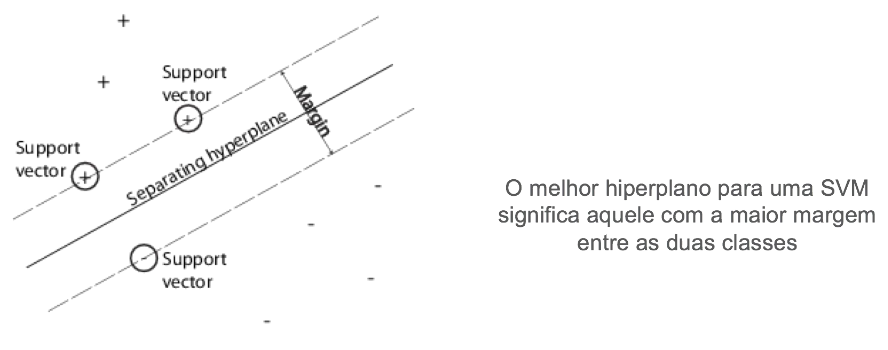 Support
vector
Support
vector
Separating hyperplane
Margin
Support
vector
O melhor hiperplano para uma SVM
significa aquele com a maior margem
entre as duas classes